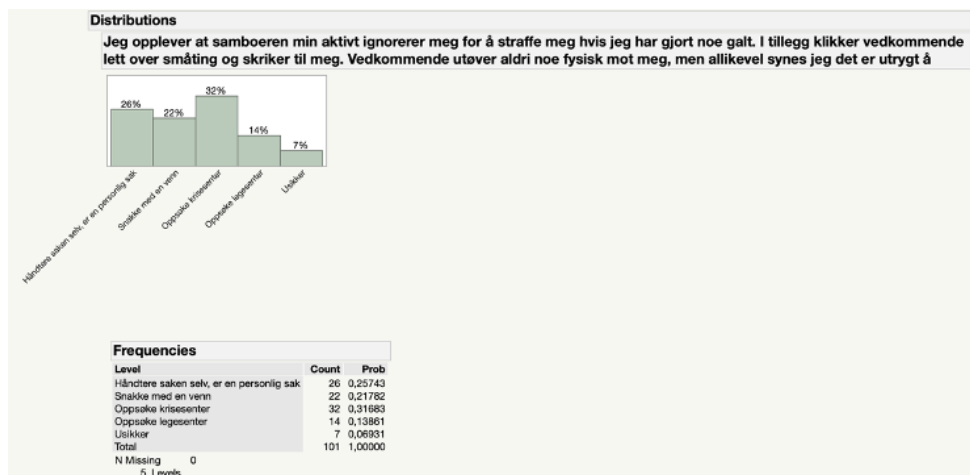 Distributions
Jeg opplever at samboeren min aktivt ignorerer meg for å straffe meg hvis jeg har gjort noe galt. I tillegg klikker vedkommende
lett over småting og skriker til meg. Vedkommende utøver aldri noe fysisk mot meg, men allikevel synes jeg det er utrygt å
26%
22%
32%
14%
7%
Håndtere saken selv, er en personlig sak
Snakke med en venn
Oppsøke krisesenter
Oppsøke legesenter
Usikker
Frequencies
Level Count Prob
Håndtere saken selv, er en personlig sak 26 0,25743
Snakke med en venn 22 0,21782
Oppsøke krisesenter 32 0,31683
Oppsøke legesenter 14 0,13861
Usikker 7 0,06931
Total 101 1,00000
N Missing 0
5 Levels